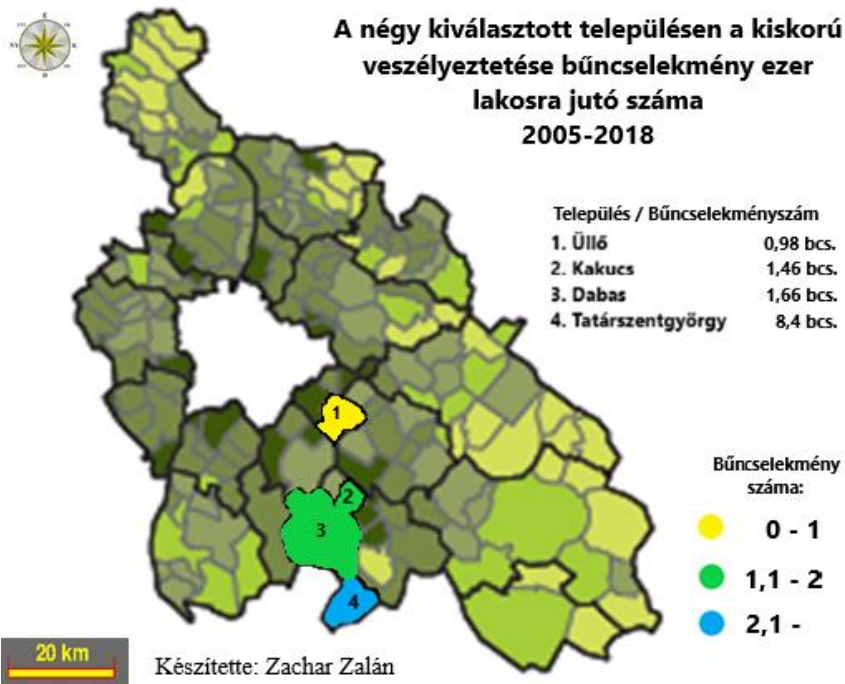 A négy kiválasztott településen a kiskorú
veszélyeztetése bűncselekmény ezer
lakosra jutó száma
2005-2018
Település / Bűncselekményszám
1. Üllő 0,98 bcs.
2. Kakucs 1,46 bcs.
3. Dabas 1,66 bcs.
4. Tatárszentgyörgy 8,4 bcs.
1
2
3
4
Bűncselekmény
száma:
0 - 1
1,1 - 2
2,1 -
20 km
Készítette: Zachar Zalán